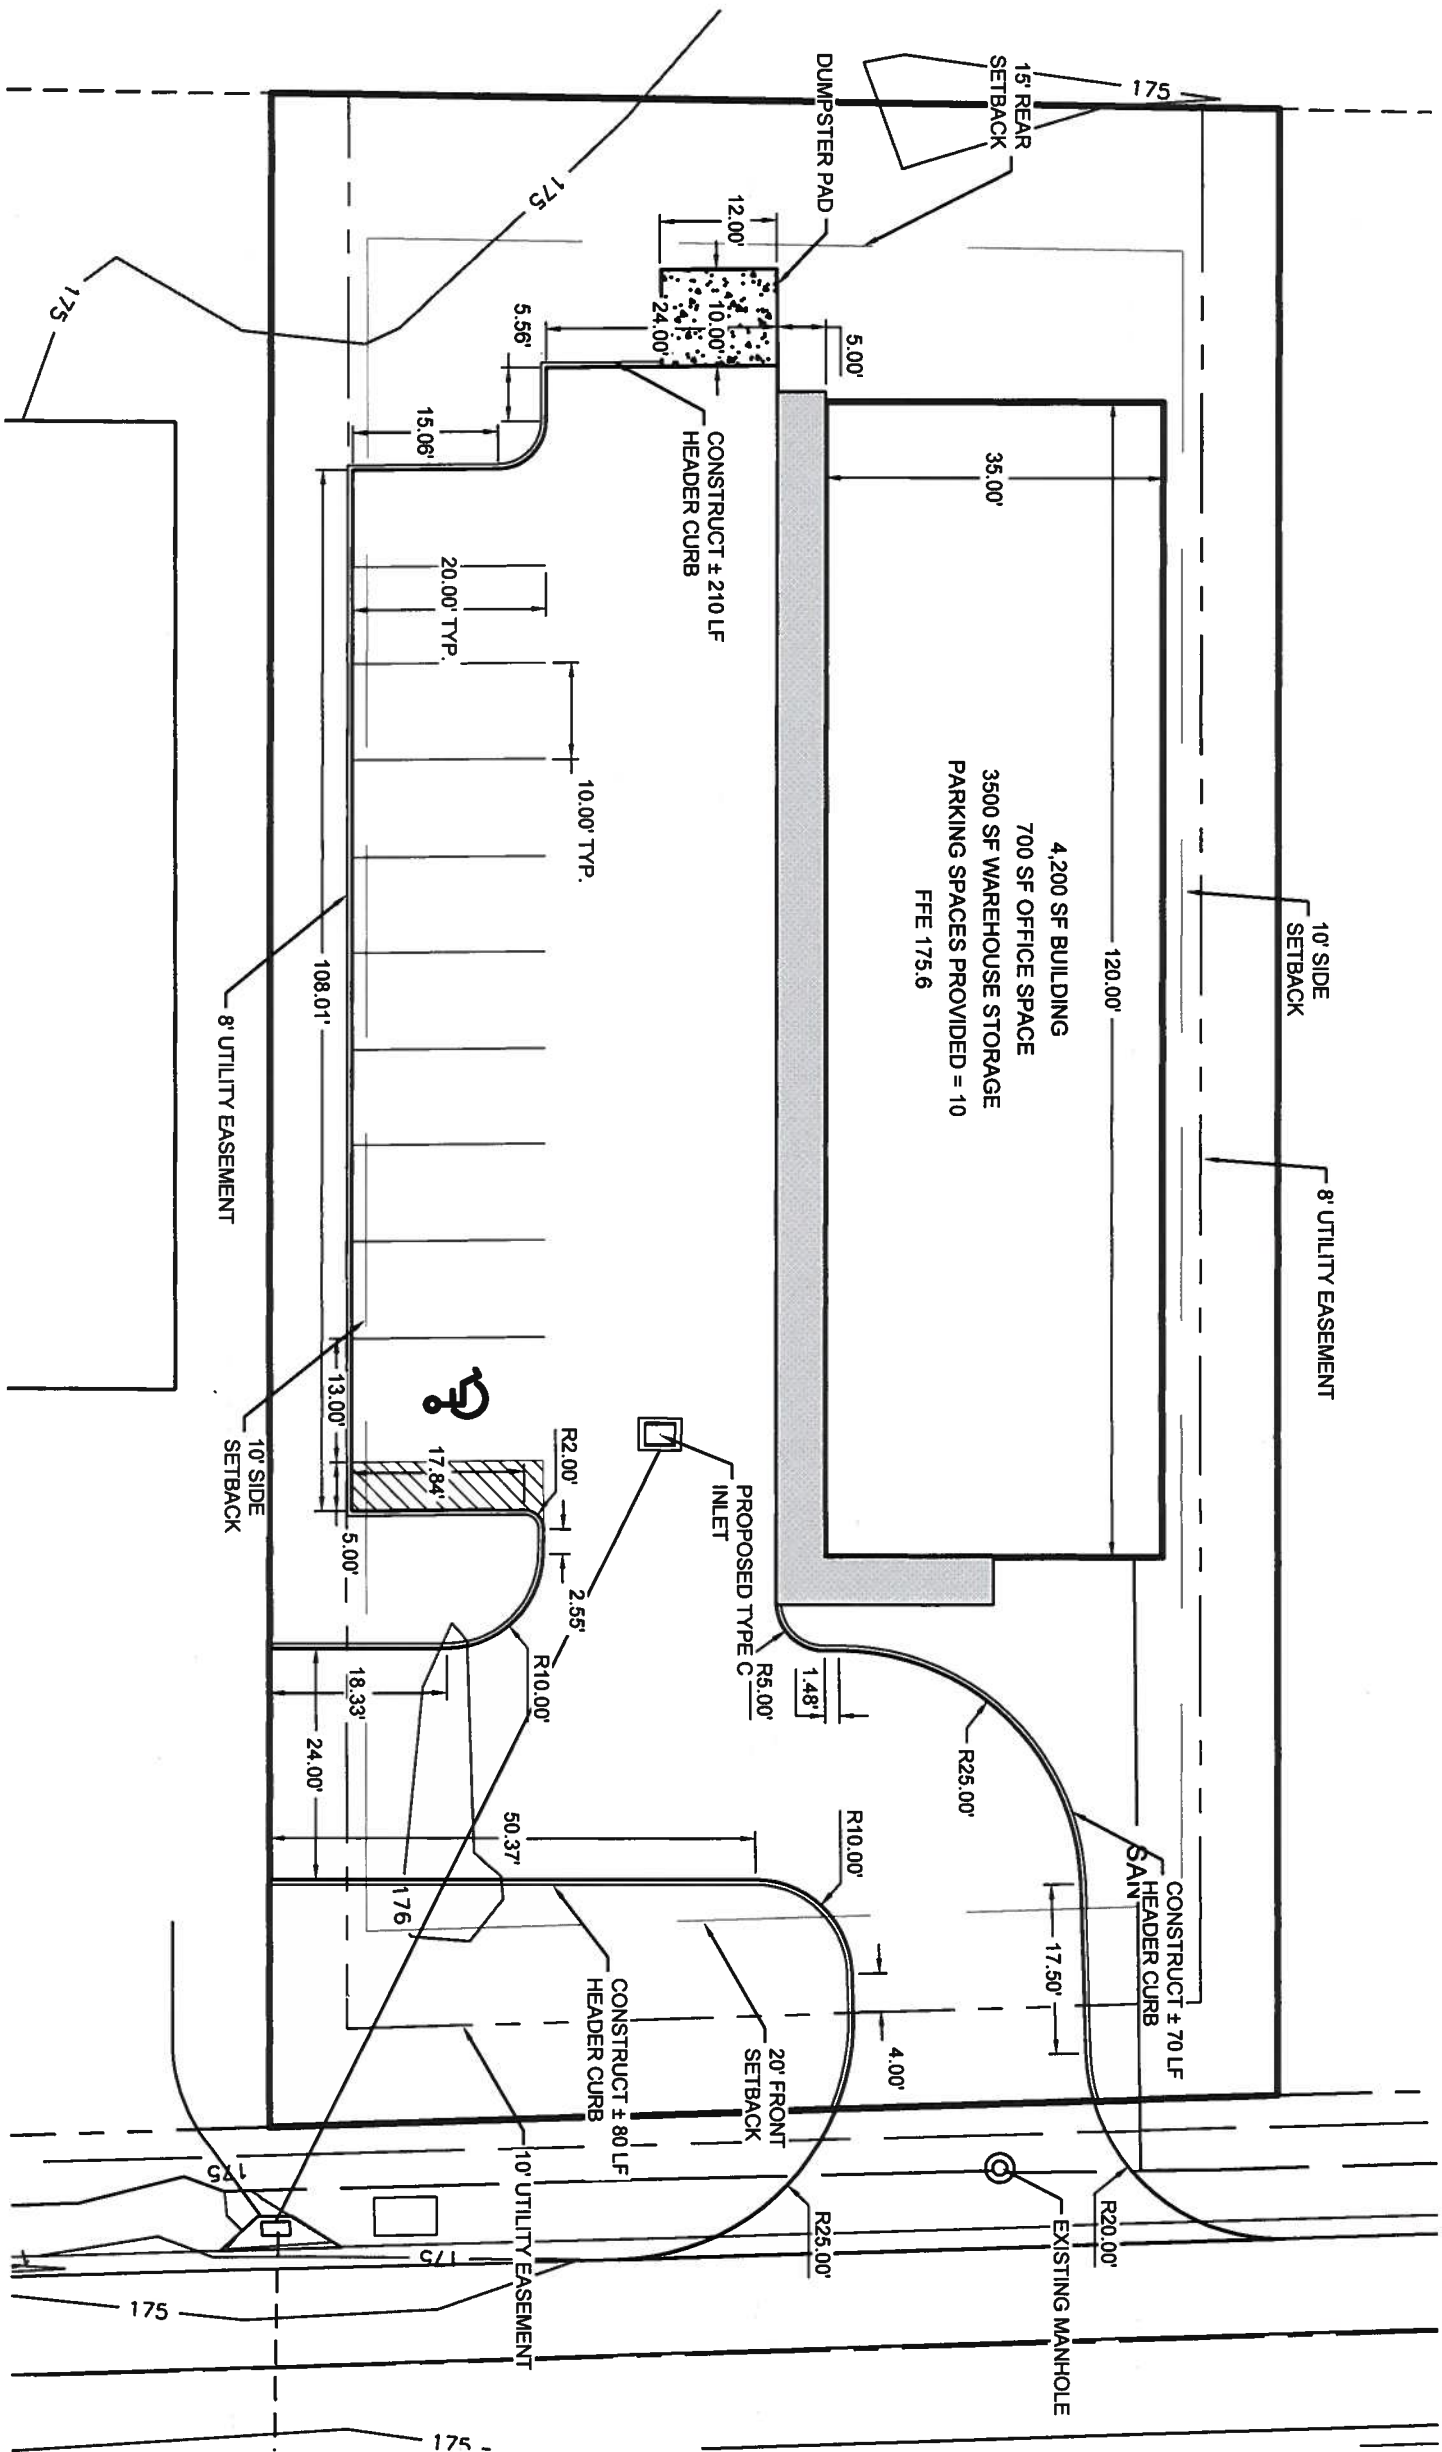 15' REAR
SETBACK
DUMPSTER PAD
175
175
175
12.00'
10.00'
24.00'
5.00'
5.56'
15.06'
CONSTRUCT ± 210 LF
HEADER CURB
35.00'
120.00'
4,200 SF BUILDING
700 SF OFFICE SPACE
3500 SF WAREHOUSE STORAGE
PARKING SPACES PROVIDED = 10
FFE 175.6
10' SIDE
SETBACK
8' UTILITY EASEMENT
20.00' TYP.
10.00' TYP.
108.01'
8' UTILITY EASEMENT
10' SIDE
SETBACK
13.00'
17.84'
5.00'
R2.00'
2.55'
R10.00'
PROPOSED TYPE C
INLET
R5.00'
1.48'
R25.00'
18.33'
24.00'
50.37'
R10.00'
176
SAN
CONSTRUCT ± 70 LF
HEADER CURB
17.50'
4.00'
CONSTRUCT ± 80 LF
HEADER CURB
20' FRONT
SETBACK
10' UTILITY EASEMENT
R25.00'
R20.00'
EXISTING MANHOLE
175
175
175
175